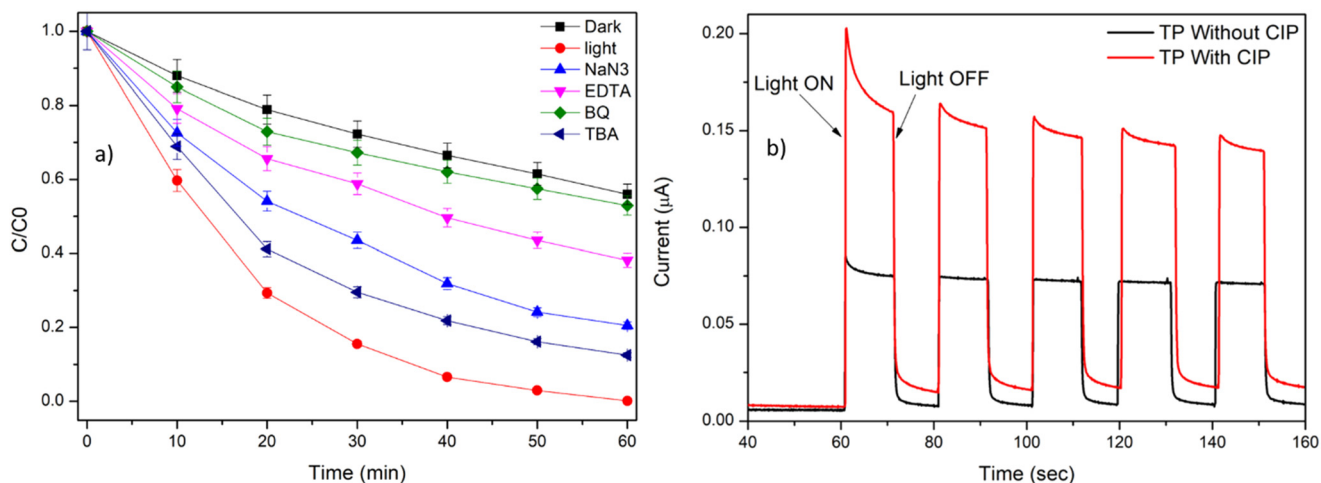 a)
C/C0
1.0
0.8
0.6
0.4
0.2
0.0
0
10
20
30
40
50
60
Time (min)
Dark
light
NaN3
EDTA
BQ
TBA
b)
Current (µA)
0.20
0.15
0.10
0.05
0.00
40
60
80
100
120
140
160
Time (sec)
TP Without CIP
TP With CIP
Light ON
Light OFF